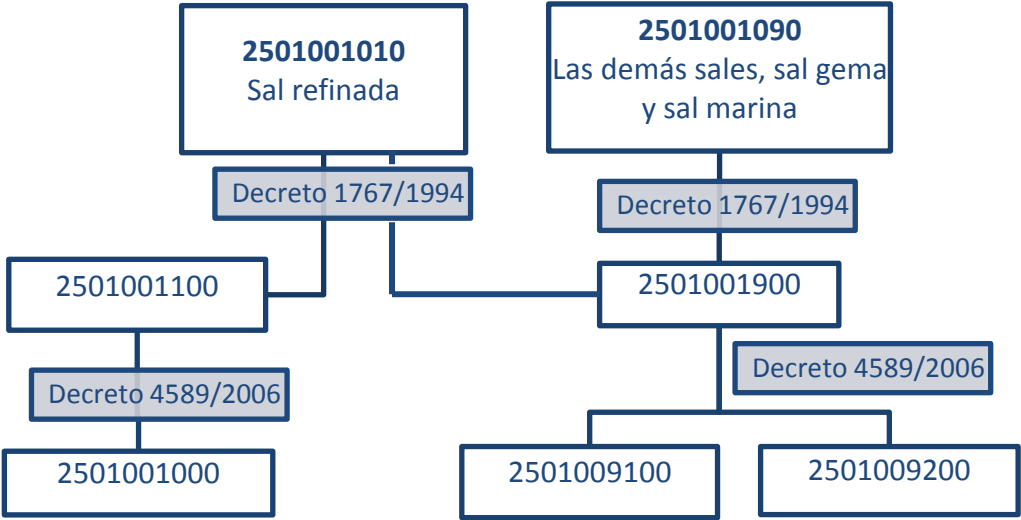 2501001010
Sal refinada
2501001090
Las demás sales, sal gema
y sal marina
Decreto 1767/1994
Decreto 1767/1994
2501001100
2501001900
Decreto 4589/2006
Decreto 4589/2006
2501001000
2501009100
2501009200